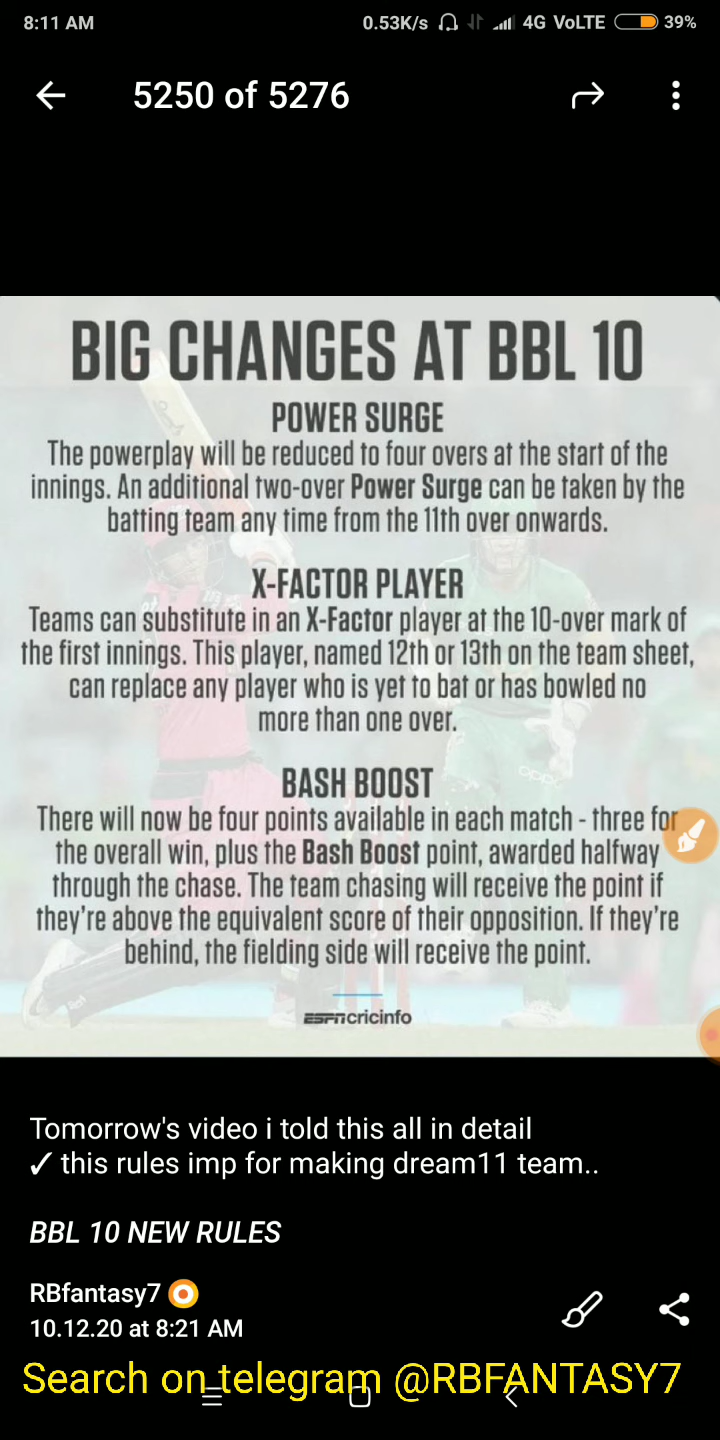 8:11 AM 0.53K/s 4G VoLTE 39%
5250 of 5276
BIG CHANGES AT BBL 10
POWER SURGE
The powerplay will be reduced to four overs at the start of the
innings. An additional two-over Power Surge can be taken by the
batting team any time from the 11th over onwards.
X-FACTOR PLAYER
Teams can substitute in an X-Factor player at the 10-over mark of
the first innings. This player, named 12th or 13th on the team sheet,
can replace any player who is yet to bat or has bowled no
more than one over.
BASH BOOST
There will now be four points available in each match - three for
the overall win, plus the Bash Boost point, awarded halfway
through the chase. The team chasing will receive the point if
they're above the equivalent score of their opposition. If they're
behind, the fielding side will receive the point.
oppo
ESPNcricinfo
Tomorrow's video i told this all in detail
✓ this rules imp for making dream11 team..
BBL 10 NEW RULES
RBfantasy7
10.12.20 at 8:21 AM
Search on telegram @RBFANTASY7